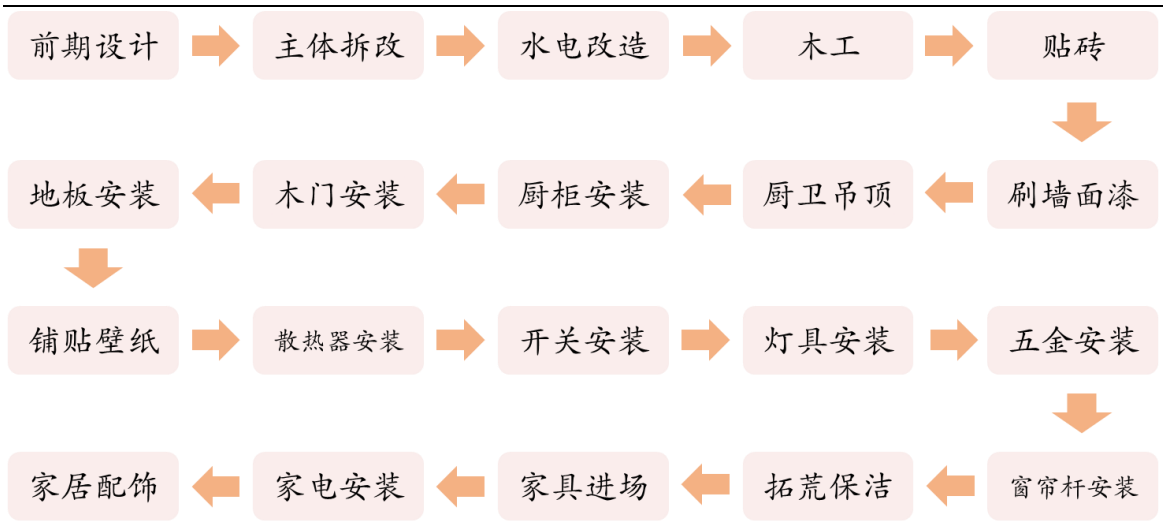 前期设计
主体拆改
水电改造
木工
贴砖
刷墙面漆
厨卫吊顶
厨柜安装
木门安装
地板安装
铺贴壁纸
散热器安装
开关安装
灯具安装
五金安装
窗帘杆安装
拓荒保洁
家具进场
家电安装
家居配饰